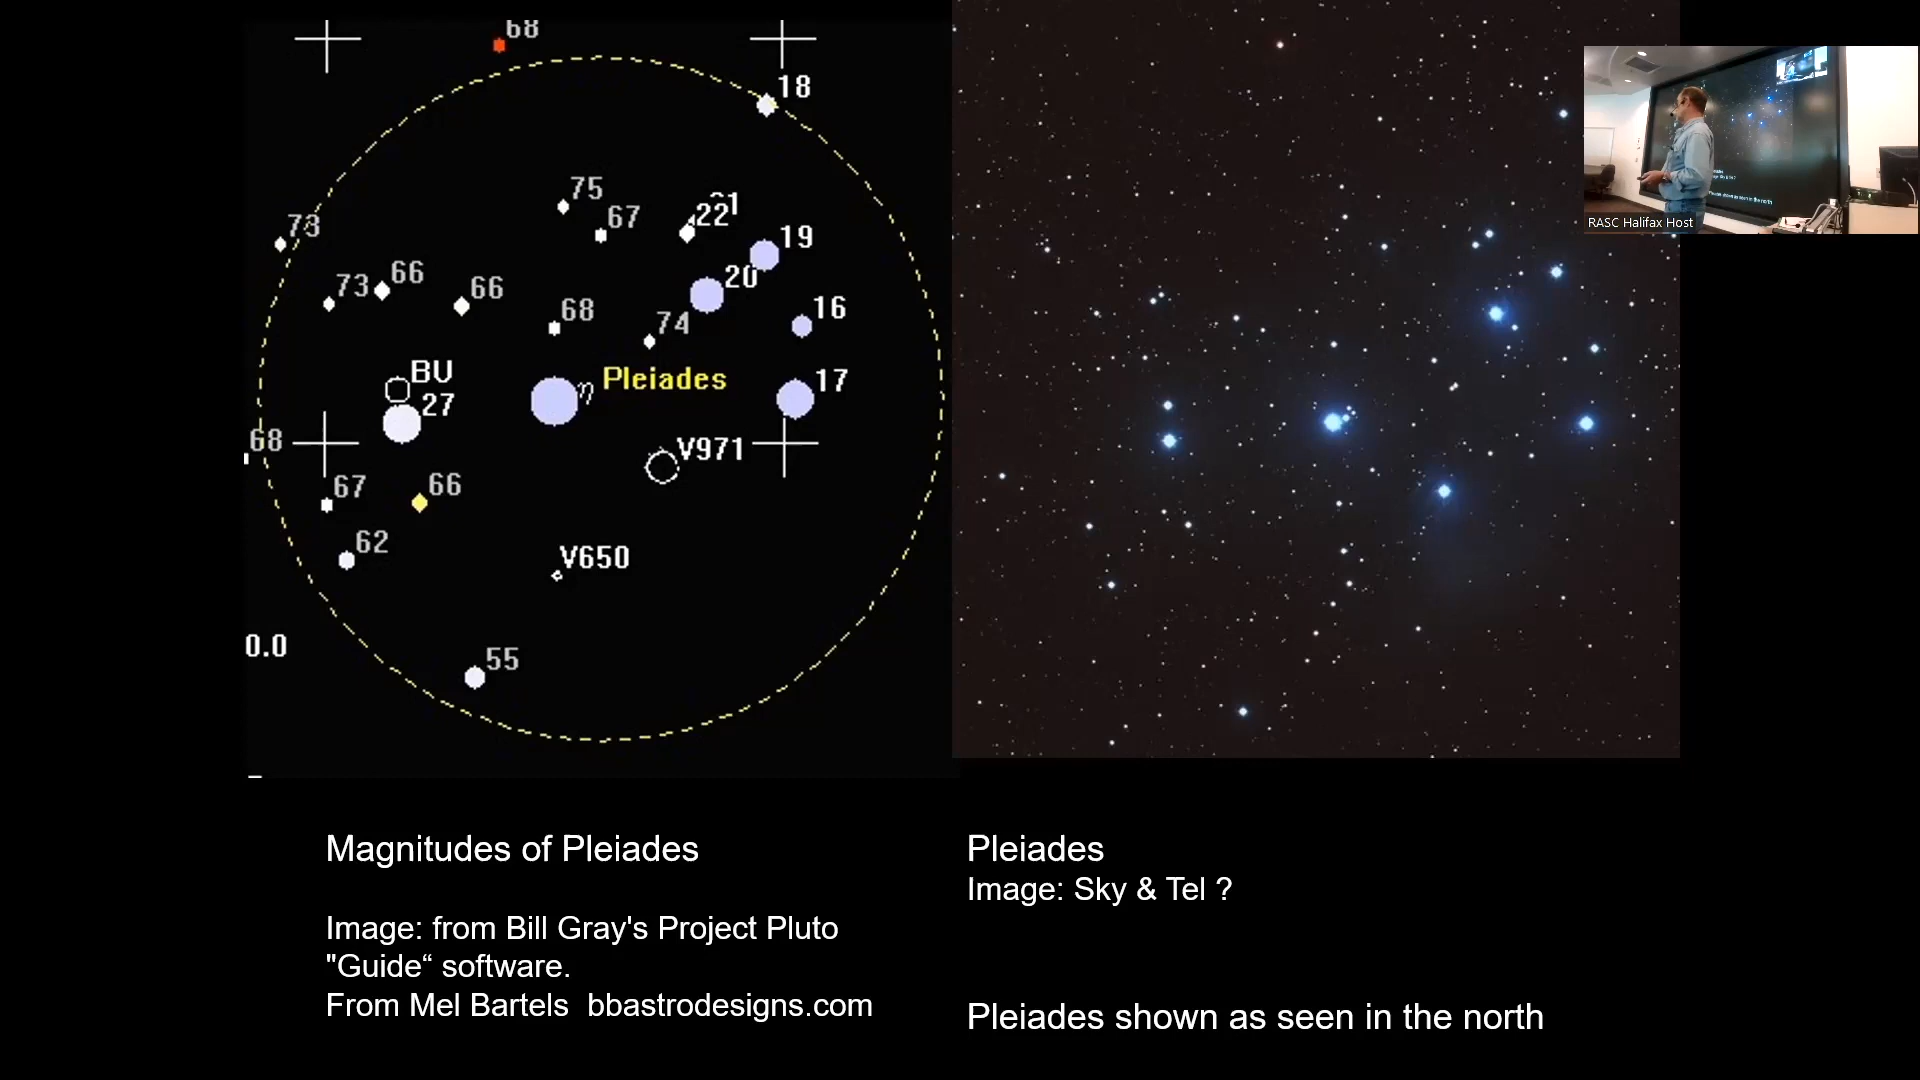 68
18
75
67
22
73
19
20
66
73
66
68
16
74
BU
Pleiades
17
η
27
68
V971
67
66
62
V650
0.0
55
RASC Halifax Host
Magnitudes of Pleiades
Image: from Bill Gray's Project Pluto
"Guide“ software.
From Mel Bartels bbastrodesigns.com
Pleiades
Image: Sky & Tel ?
Pleiades shown as seen in the north